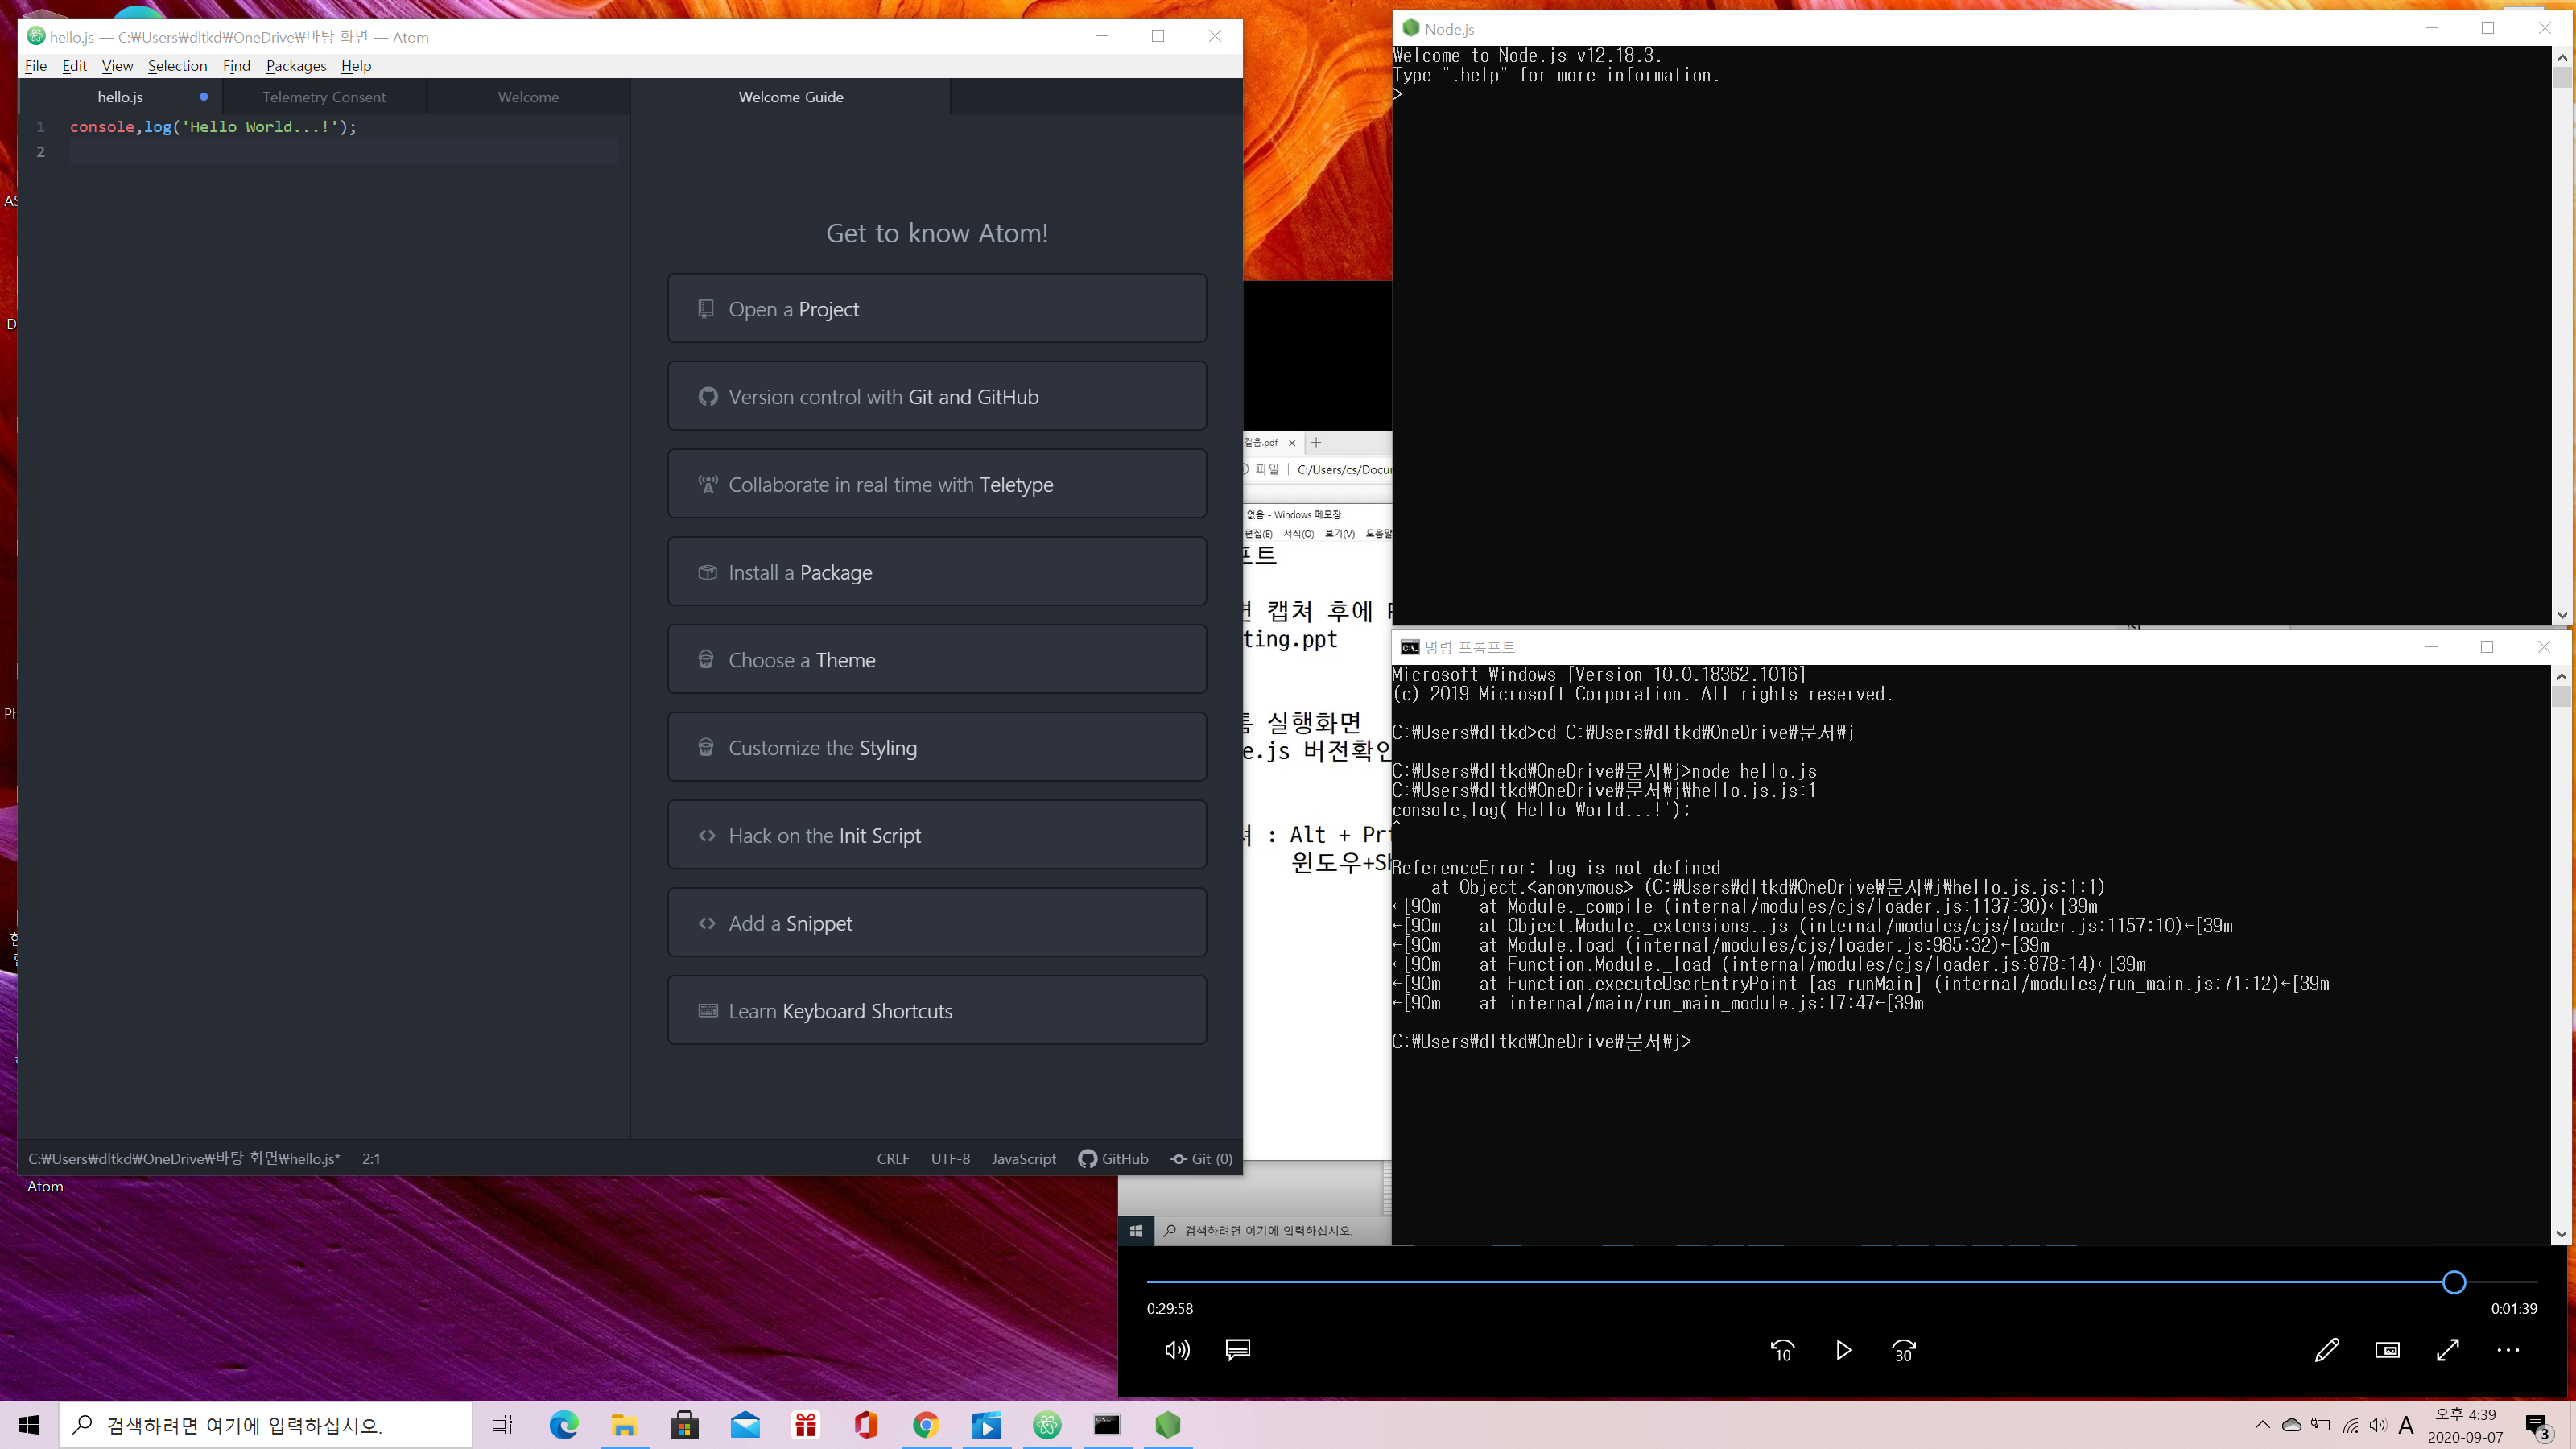 hello.js — C:₩Users₩dltkd₩OneDrive₩바탕 화면 — Atom
File Edit View Selection Find Packages Help
hello.js Telemetry Consent Welcome Welcome Guide
1 console,log('Hello World...!');
2
Get to know Atom!
Open a Project
Version control with Git and GitHub
Collaborate in real time with Teletype
Install a Package
Choose a Theme
Customize the Styling
Hack on the Init Script
Add a Snippet
Learn Keyboard Shortcuts
C:₩Users₩dltkd₩OneDrive₩바탕 화면₩hello.js* 2:1 CRLF UTF-8 JavaScript GitHub Git (0)
Atom
걸음.pdf
파일 C:/Users/cs/Docu
없음 - Windows 메모장
편집(E) 서식(O) 보기(V) 도움말
프트
캡쳐 후에
ting.ppt
실행화면
e.js 버전확인
: Alt + Prt
윈도우+Sh
검색하려면 여기에 입력하십시오.
Node.js
Welcome to Node.js v12.18.3.
Type ".help" for more information.
>
명령 프롬프트
Microsoft Windows [Version 10.0.18362.1016]
(c) 2019 Microsoft Corporation. All rights reserved.
C:₩Users₩dltkd>cd C:₩Users₩dltkd₩OneDrive₩문서₩j
C:₩Users₩dltkd₩OneDrive₩문서₩j>node hello.js
C:₩Users₩dltkd₩OneDrive₩문서₩j₩hello.js.js:1
console,log('Hello World...!');
^
ReferenceError: log is not defined
at Object.<anonymous> (C:₩Users₩dltkd₩OneDrive₩문서₩j₩hello.js.js:1:1)
←[90m at Module._compile (internal/modules/cjs/loader.js:1137:30)←[39m
←[90m at Object.Module._extensions..js (internal/modules/cjs/loader.js:1157:10)←[39m
←[90m at Module.load (internal/modules/cjs/loader.js:985:32)←[39m
←[90m at Function.Module._load (internal/modules/cjs/loader.js:878:14)←[39m
←[90m at Function.executeUserEntryPoint [as runMain] (internal/modules/run_main.js:71:12)←[39m
←[90m at internal/main/run_main_module.js:17:47←[39m
C:₩Users₩dltkd₩OneDrive₩문서₩j>
0:29:58 0:01:39
10 30
검색하려면 여기에 입력하십시오.
A 오후 4:39
2020-09-07
3